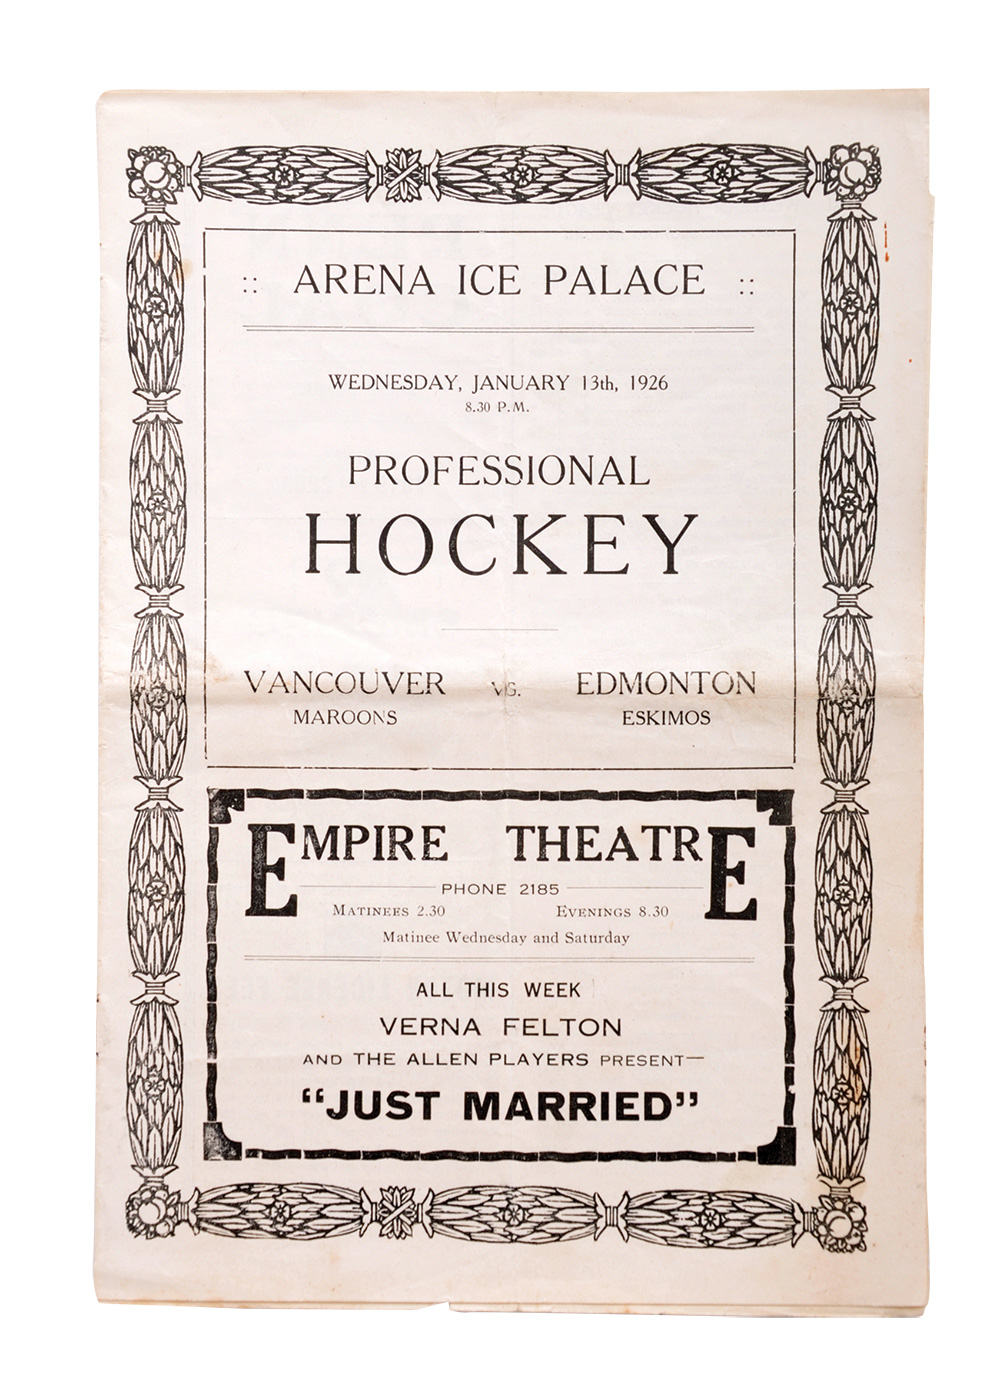 :: ARENA ICE PALACE ::
WEDNESDAY, JANUARY 13th, 1926
8.30 P.M.
PROFESSIONAL
HOCKEY
VANCOUVER VS. EDMONTON
MAROONS ESKIMOS
EMPIRE THEATRE
PHONE 2185
MATINEES 2.30 EVENINGS 8.30
Matinee Wednesday and Saturday
ALL THIS WEEK
VERNA FELTON
AND THE ALLEN PLAYERS PRESENT—
"JUST MARRIED"